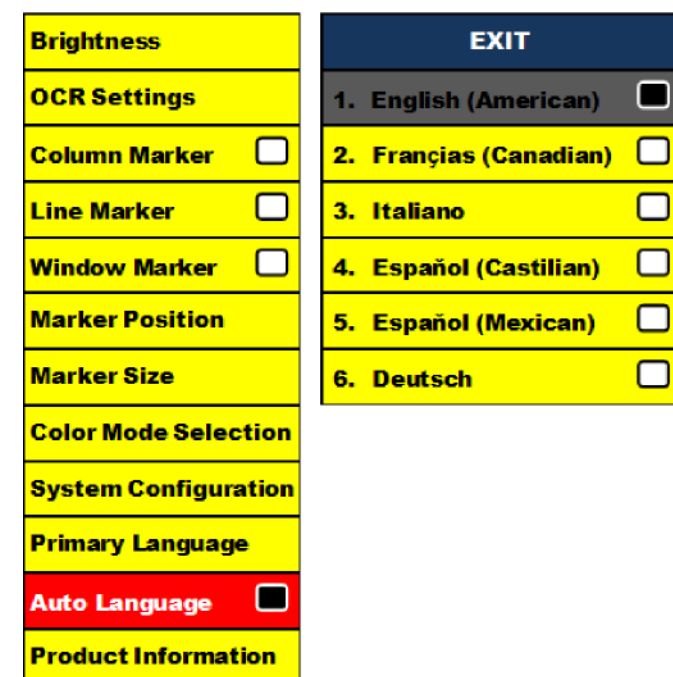 Brightness
OCR Settings
Column Marker
Line Marker
Window Marker
Marker Position
Marker Size
Color Mode Selection
System Configuration
Primary Language
Auto Language
Product Information
EXIT
1. English (American)
2. Françias (Canadian)
3. Italiano
4. Espaňol (Castilian)
5. Espaňol (Mexican)
6. Deutsch